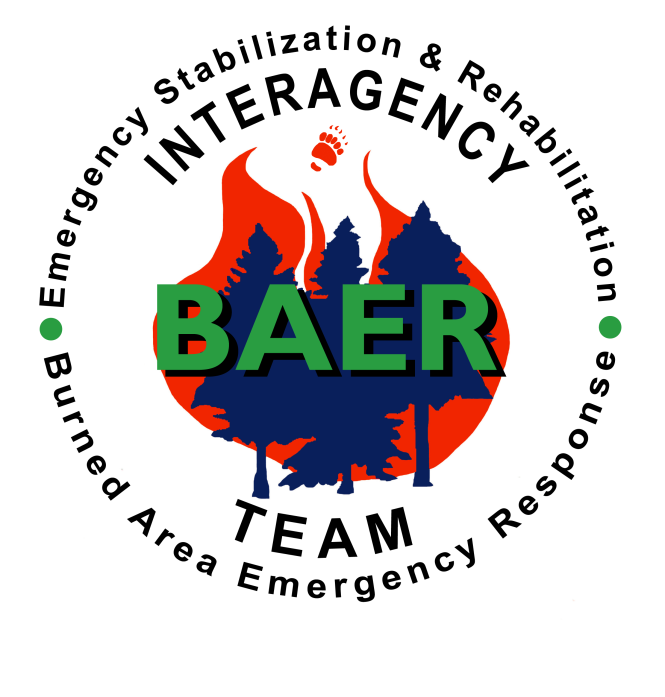 Emergency Stabilization & Rehabilitation
INTERAGENCY
BAER
TEAM
Burned Area Emergency Response